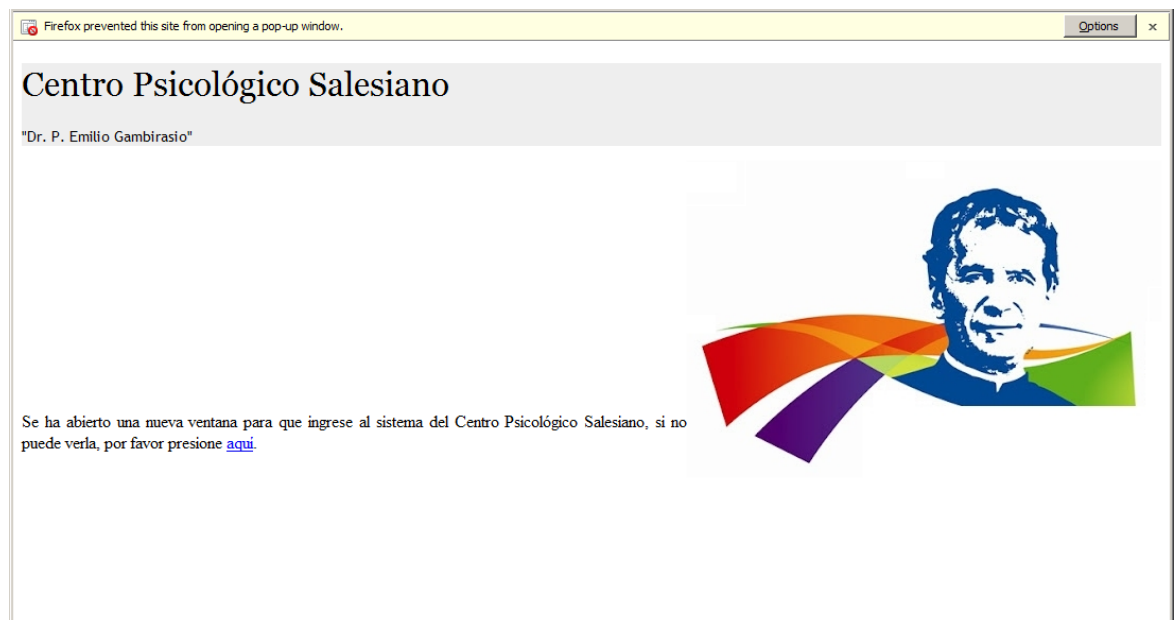 Firefox prevented this site from opening a pop-up window. Options x
Centro Psicológico Salesiano
"Dr. P. Emilio Gambirasio"
Se ha abierto una nueva ventana para que ingrese al sistema del Centro Psicológico Salesiano, si no
puede verla, por favor presione aquí.